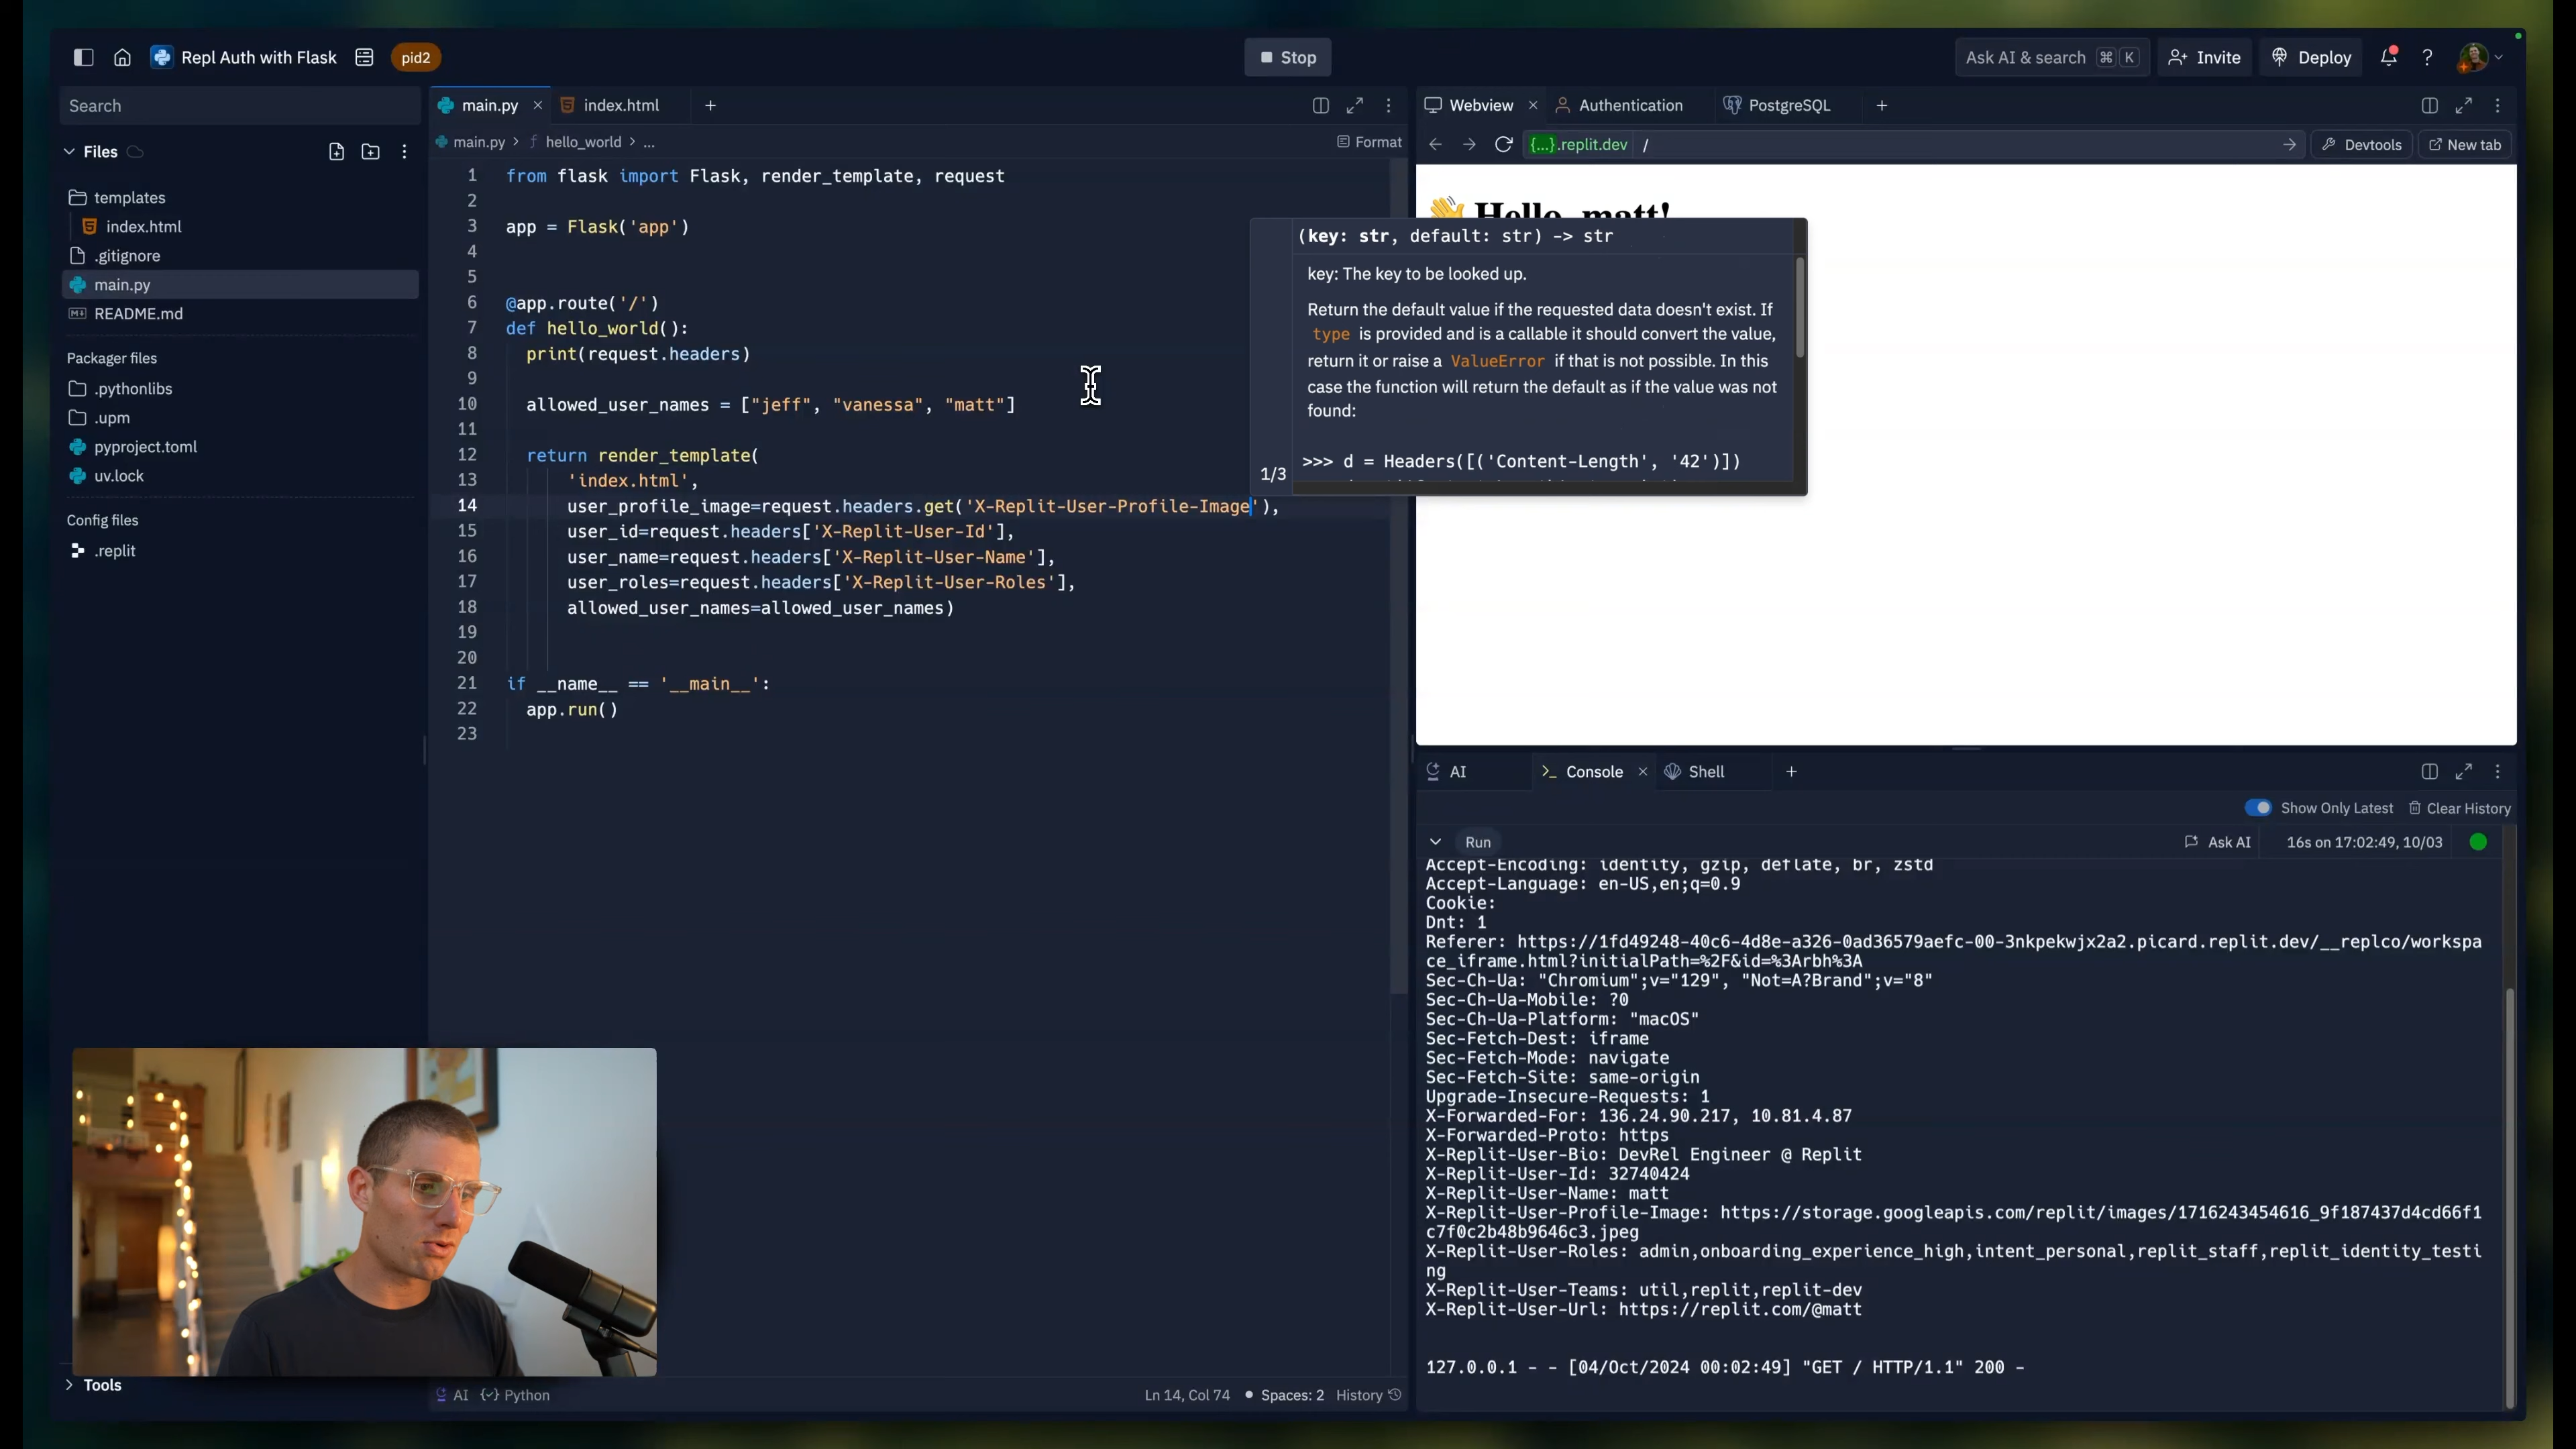 Repl Auth with Flask
pid2
Stop
Ask AI & search ⌘ K
Invite
Deploy
?
Search
Files
templates
index.html
.gitignore
main.py
README.md
Packager files
.pythonlibs
.upm
pyproject.toml
uv.lock
Config files
.replit
Tools
main.py
index.html
main.py > f hello_world > ...
Format
1 from flask import Flask, render_template, request
2
3 app = Flask('app')
4
5
6 @app.route('/')
7 def hello_world():
8 print(request.headers)
9
10 allowed_user_names = ["jeff", "vanessa", "matt"]
11
12 return render_template(
13 'index.html',
14 user_profile_image=request.headers.get('X-Replit-User-Profile-Image'),
15 user_id=request.headers['X-Replit-User-Id'],
16 user_name=request.headers['X-Replit-User-Name'],
17 user_roles=request.headers['X-Replit-User-Roles'],
18 allowed_user_names=allowed_user_names)
19
20
21 if __name__ == '__main__':
22 app.run()
23
AI
Python
Ln 14, Col 74
Spaces: 2
History
(key: str, default: str) -> str
key: The key to be looked up.
Return the default value if the requested data doesn't exist. If
type is provided and is a callable it should convert the value,
return it or raise a ValueError if that is not possible. In this
case the function will return the default as if the value was not
found:
>>> d = Headers([('Content-Length', '42')])
1/3
Webview
Authentication
PostgreSQL
{...}.replit.dev /
Devtools
New tab
👋 Hello, matt!
AI
Console
Shell
Show Only Latest
Clear History
Run
Ask AI
16s on 17:02:49, 10/03
Accept-Encoding: identity, gzip, deflate, br, zstd
Accept-Language: en-US,en;q=0.9
Cookie:
Dnt: 1
Referer: https://1fd49248-40c6-4d8e-a326-0ad36579aefc-00-3nkpekwjx2a2.picard.replit.dev/__replco/workspa
ce_iframe.html?initialPath=%2F&id=%3Arbh%3A
Sec-Ch-Ua: "Chromium";v="129", "Not=A?Brand";v="8"
Sec-Ch-Ua-Mobile: ?0
Sec-Ch-Ua-Platform: "macOS"
Sec-Fetch-Dest: iframe
Sec-Fetch-Mode: navigate
Sec-Fetch-Site: same-origin
Upgrade-Insecure-Requests: 1
X-Forwarded-For: 136.24.90.217, 10.81.4.87
X-Forwarded-Proto: https
X-Replit-User-Bio: DevRel Engineer @ Replit
X-Replit-User-Id: 32740424
X-Replit-User-Name: matt
X-Replit-User-Profile-Image: https://storage.googleapis.com/replit/images/1716243454616_9f187437d4cd66f1
c7f0c2b48b9646c3.jpeg
X-Replit-User-Roles: admin,onboarding_experience_high,intent_personal,replit_staff,replit_identity_testi
ng
X-Replit-User-Teams: util,replit,replit-dev
X-Replit-User-Url: https://replit.com/@matt
127.0.0.1 - - [04/Oct/2024 00:02:49] "GET / HTTP/1.1" 200 -